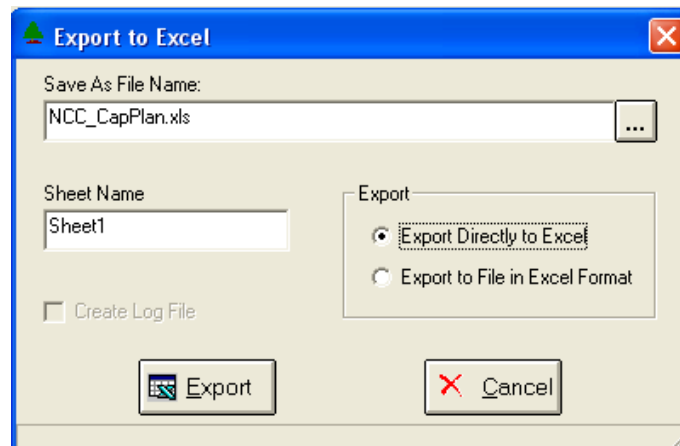 Export to Excel
Save As File Name:
NCC_CapPlan.xls
...
Sheet Name
Sheet1
Export
Export Directly to Excel
Export to File in Excel Format
Create Log File
Export
Cancel